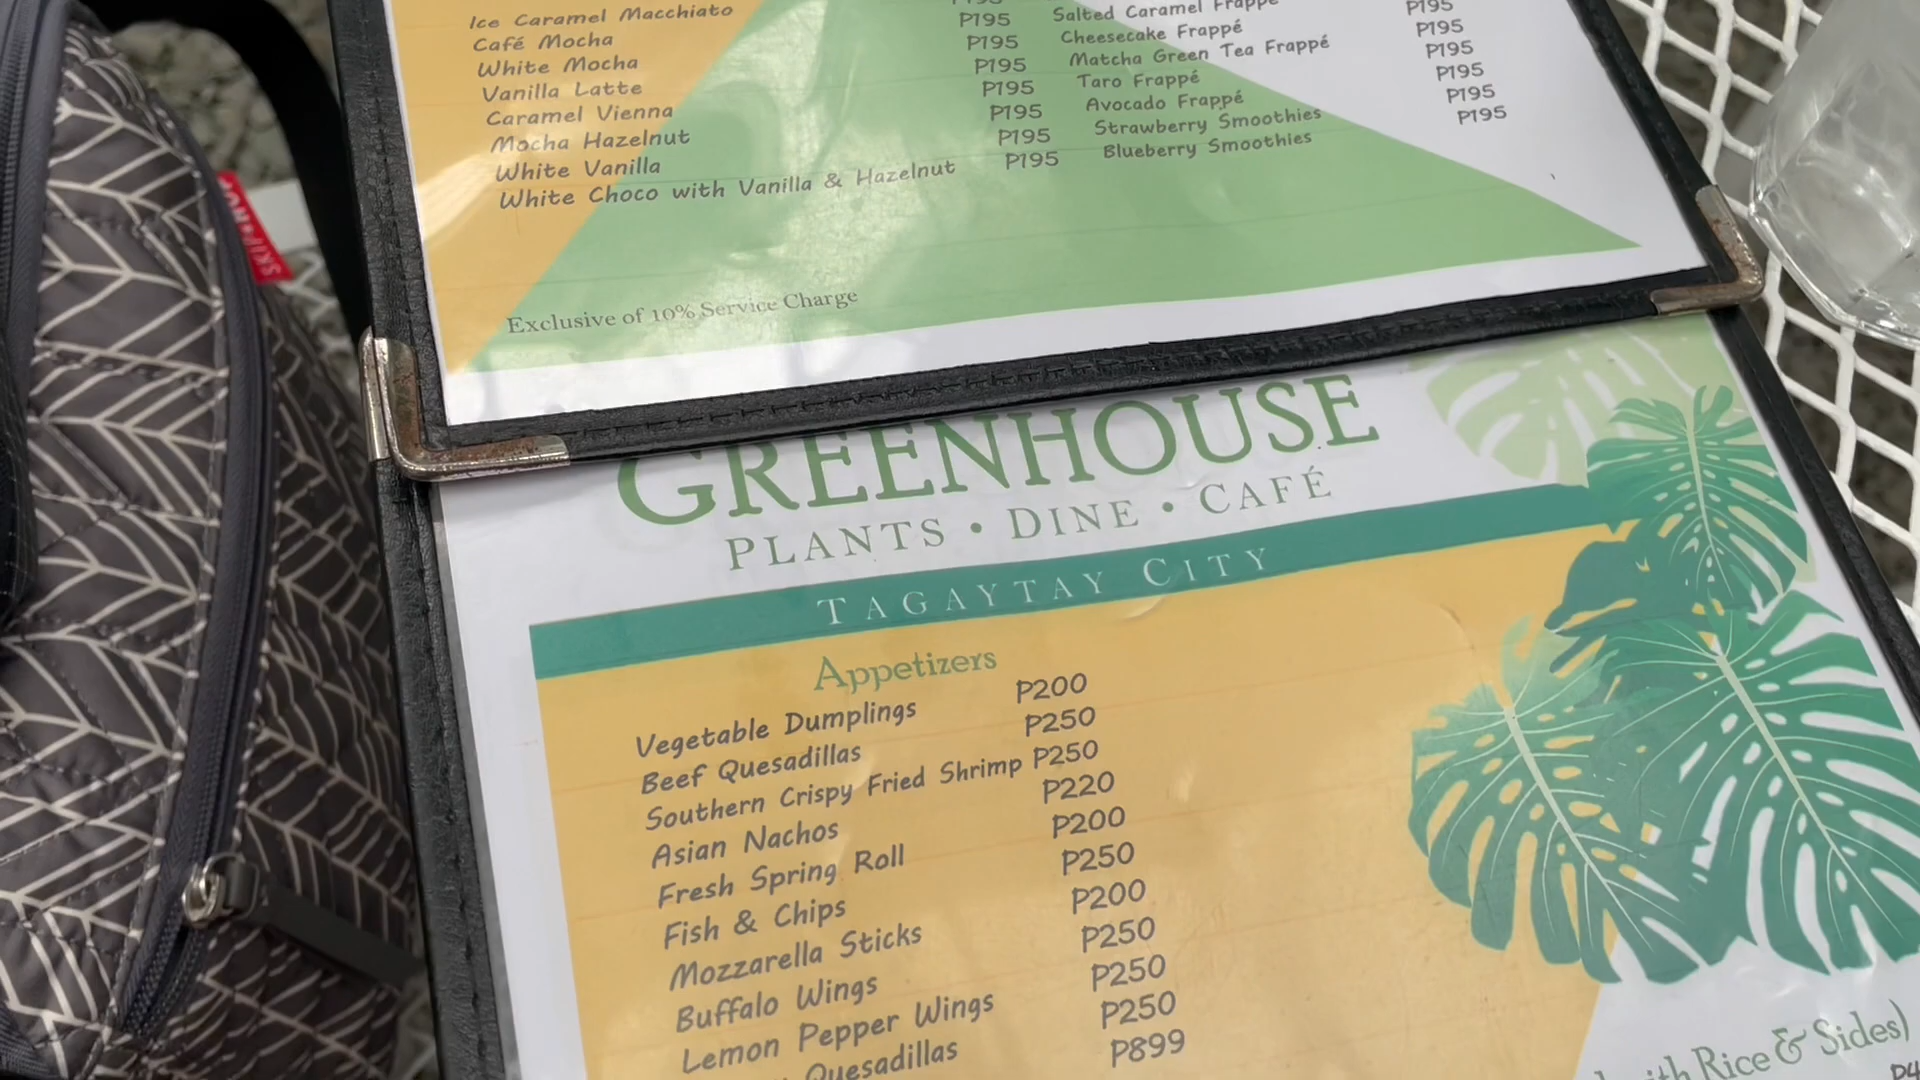 Ice Caramel Macchiato P195 Salted Caramel Frappé P195
Café Mocha P195 Cheesecake Frappé P195
White Mocha P195 Matcha Green Tea Frappé P195
Vanilla Latte P195 Taro Frappé P195
Caramel Vienna P195 Avocado Frappé P195
Mocha Hazelnut P195 Strawberry Smoothies P195
White Vanilla P195 Blueberry Smoothies
White Choco with Vanilla & Hazelnut P195
Exclusive of 10% Service Charge
SKIP HOP
GREENHOUSE
PLANTS • DINE • CAFÉ
TAGAYTAY CITY
Appetizers
Vegetable Dumplings P200
Beef Quesadillas P250
Southern Crispy Fried Shrimp P250
Asian Nachos P220
Fresh Spring Roll P200
Fish & Chips P250
Mozzarella Sticks P200
Buffalo Wings P250
Lemon Pepper Wings P250
Quesadillas P250
P899
with Rice & Sides)